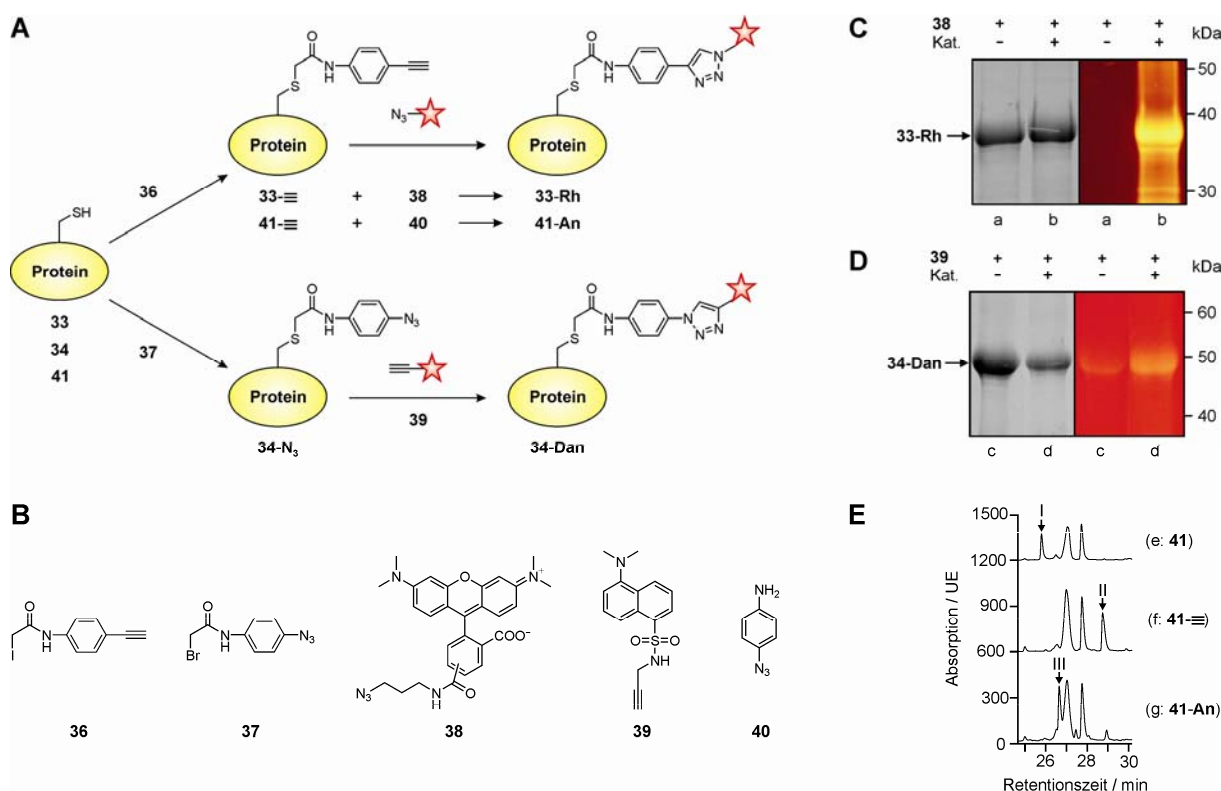 A
O
N
H
S
N3
Protein
36
33-≡ + 38 33-Rh
41-≡ + 40 41-An
SH
Protein
33
34
41
37
O
N
H
S
N3
Protein
39
34-N3
O
N
H
S
N
N
N
Protein
34-Dan
O
N
H
S
N
N
N
Protein
B
O
N
H
I
36
O
N
H
Br
N3
37
N
O
N+
COO−
N3
N
H
O
38
N
O
S
O
NH
39
NH2
N3
40
C
38 + + + +
Kat. - + - +
kDa
50
40
30
33-Rh
a b a b
D
39 + + + +
Kat. - + - +
kDa
60
50
40
34-Dan
c d c d
E
Absorption / UE
1500
1200
900
600
300
0
I
II
III
(e: 41)
(f: 41-≡)
(g: 41-An)
26 28 30
Retentionszeit / min